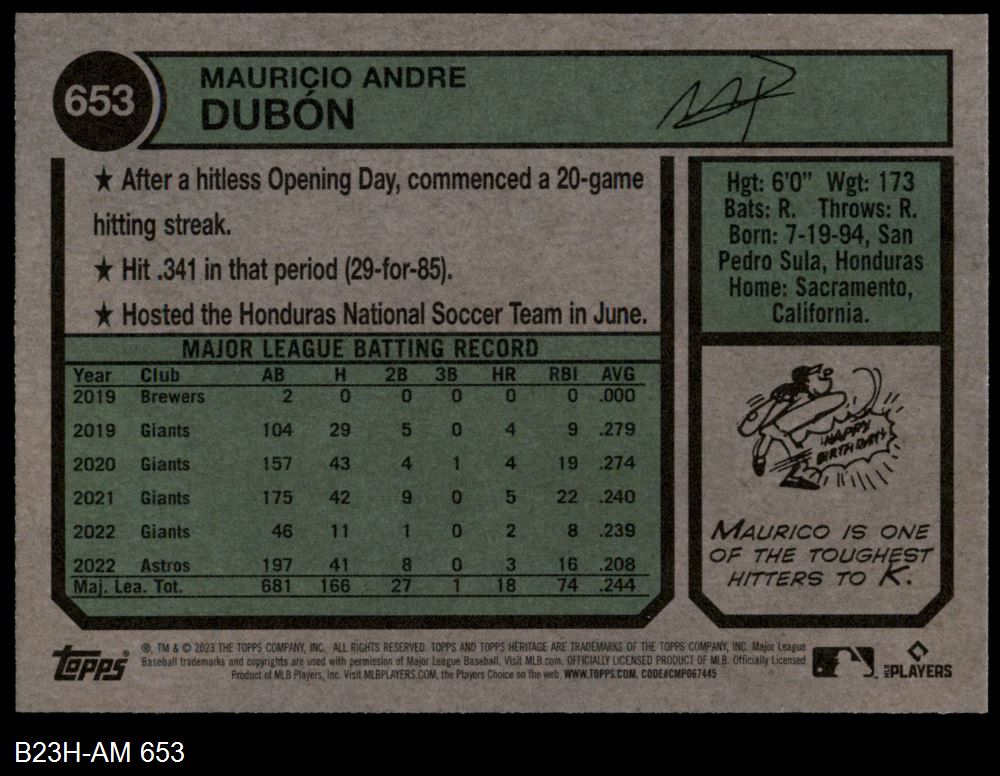 653
MAURICIO ANDRE
DUBÓN
★ After a hitless Opening Day, commenced a 20-game
hitting streak.
★ Hit .341 in that period (29-for-85).
★ Hosted the Honduras National Soccer Team in June.
Hgt: 6'0" Wgt: 173
Bats: R. Throws: R.
Born: 7-19-94, San
Pedro Sula, Honduras
Home: Sacramento,
California.
MAJOR LEAGUE BATTING RECORD
Year Club AB H 2B 3B HR RBI AVG
2019 Brewers 2 0 0 0 0 0 .000
2019 Giants 104 29 5 0 4 9 .279
2020 Giants 157 43 4 1 4 19 .274
2021 Giants 175 42 9 0 5 22 .240
2022 Giants 46 11 1 0 2 8 .239
2022 Astros 197 41 8 0 3 16 .208
Maj. Lea. Tot. 681 166 27 1 18 74 .244
HAPPY
BIRTHDAY!
MAURICO IS ONE
OF THE TOUGHEST
HITTERS TO K.
Topps
®, TM & © 2023 THE TOPPS COMPANY, INC. ALL RIGHTS RESERVED. TOPPS AND TOPPS HERITAGE ARE TRADEMARKS OF THE TOPPS COMPANY, INC. Major League
Baseball trademarks and copyrights are used with permission of Major League Baseball. Visit MLB.com. OFFICIALLY LICENSED PRODUCT OF MLB. Officially Licensed
Product of MLB Players, Inc. Visit MLBPLAYERS.COM, the Players Choice on the web. WWW.TOPPS.COM. CODE#CMP067445
MLB PLAYERS
B23H-AM 653